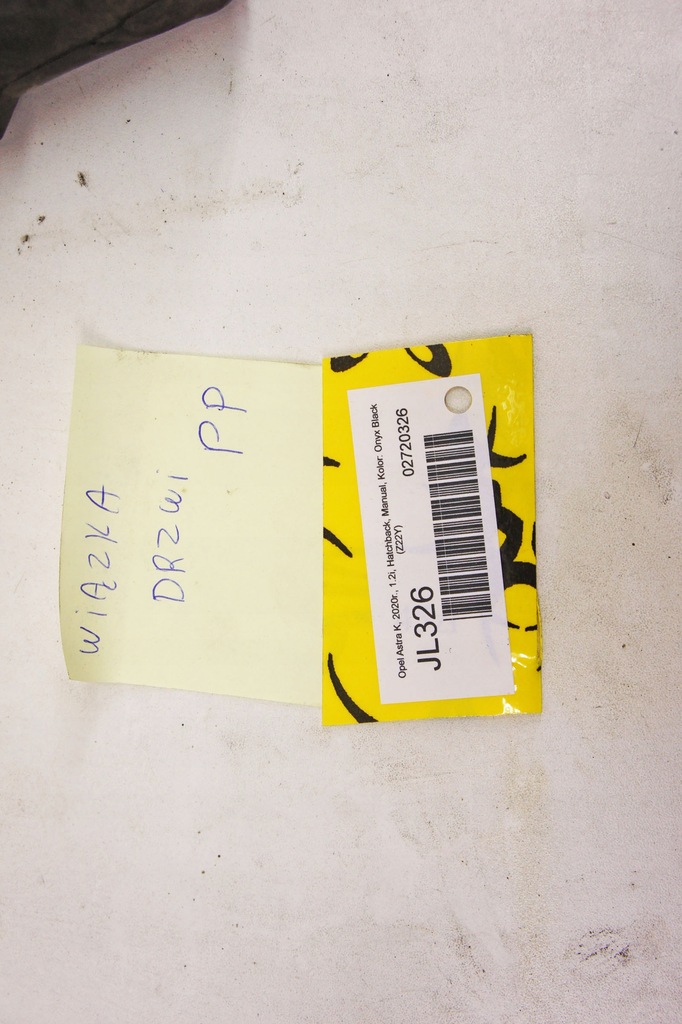 WIĄZKA
DRZWI
PP
Opel Astra K, 2020r., 1.2i, Hatchback, Manual, Kolor: Onyx Black
(Z22Y)
JL326
02720326